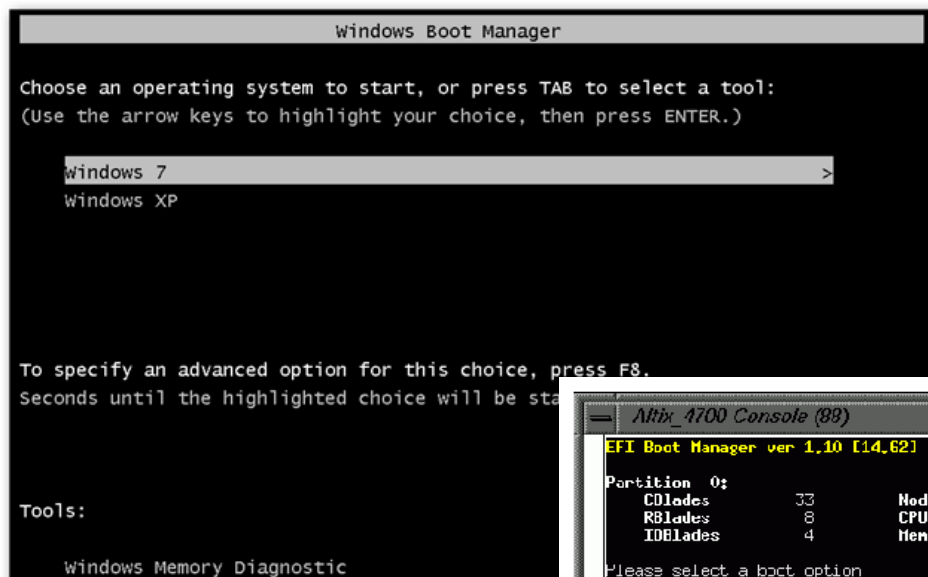 Windows Boot Manager
Choose an operating system to start, or press TAB to select a tool:
(Use the arrow keys to highlight your choice, then press ENTER.)
Windows 7 >
Windows XP
To specify an advanced option for this choice, press F8.
Seconds until the highlighted choice will be sta
Tools:
Windows Memory Diagnostic
Altix_4700 Console (88)
EFI Boot Manager ver 1.10 [14.62]
Partition 0:
CBlades 33 Nod
RBlades 8 CPU
IOBlades 4 Mem
Please select a boot option